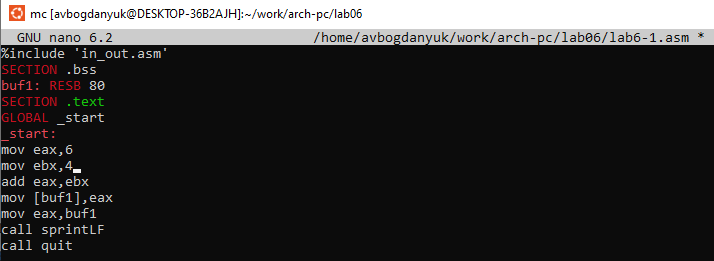 mc [avbogdanyuk@DESKTOP-36B2AJH]:~/work/arch-pc/lab06
GNU nano 6.2 /home/avbogdanyuk/work/arch-pc/lab06/lab6-1.asm *
%include 'in_out.asm'
SECTION .bss
buf1: RESB 80
SECTION .text
GLOBAL _start
_start:
mov eax,6
mov ebx,4
add eax,ebx
mov [buf1],eax
mov eax,buf1
call sprintLF
call quit